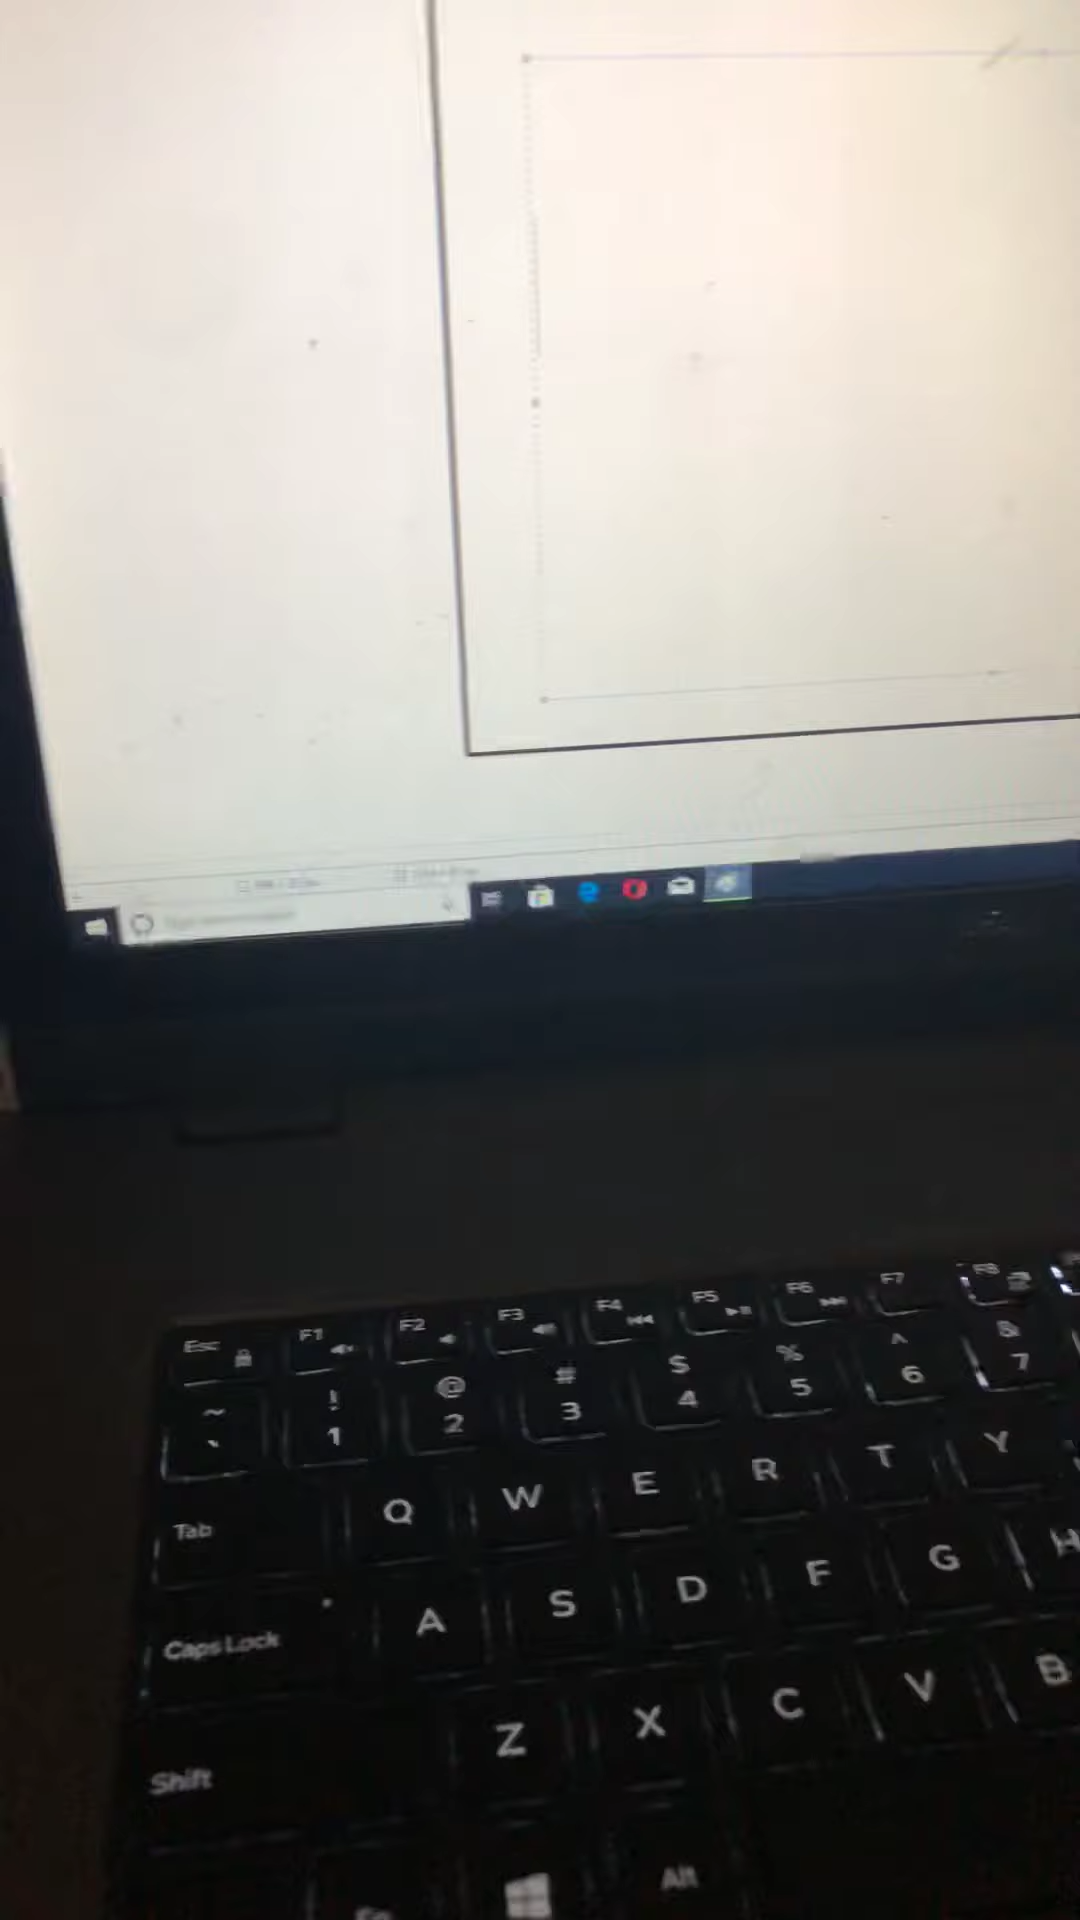 Esc F1 F2 F3 F4 F5 F6 F7 F8
~ ! @ # $ % ^ &
` 1 2 3 4 5 6 7
Tab Q W E R T Y
Caps Lock A S D F G H
Shift Z X C V B
Fn Alt